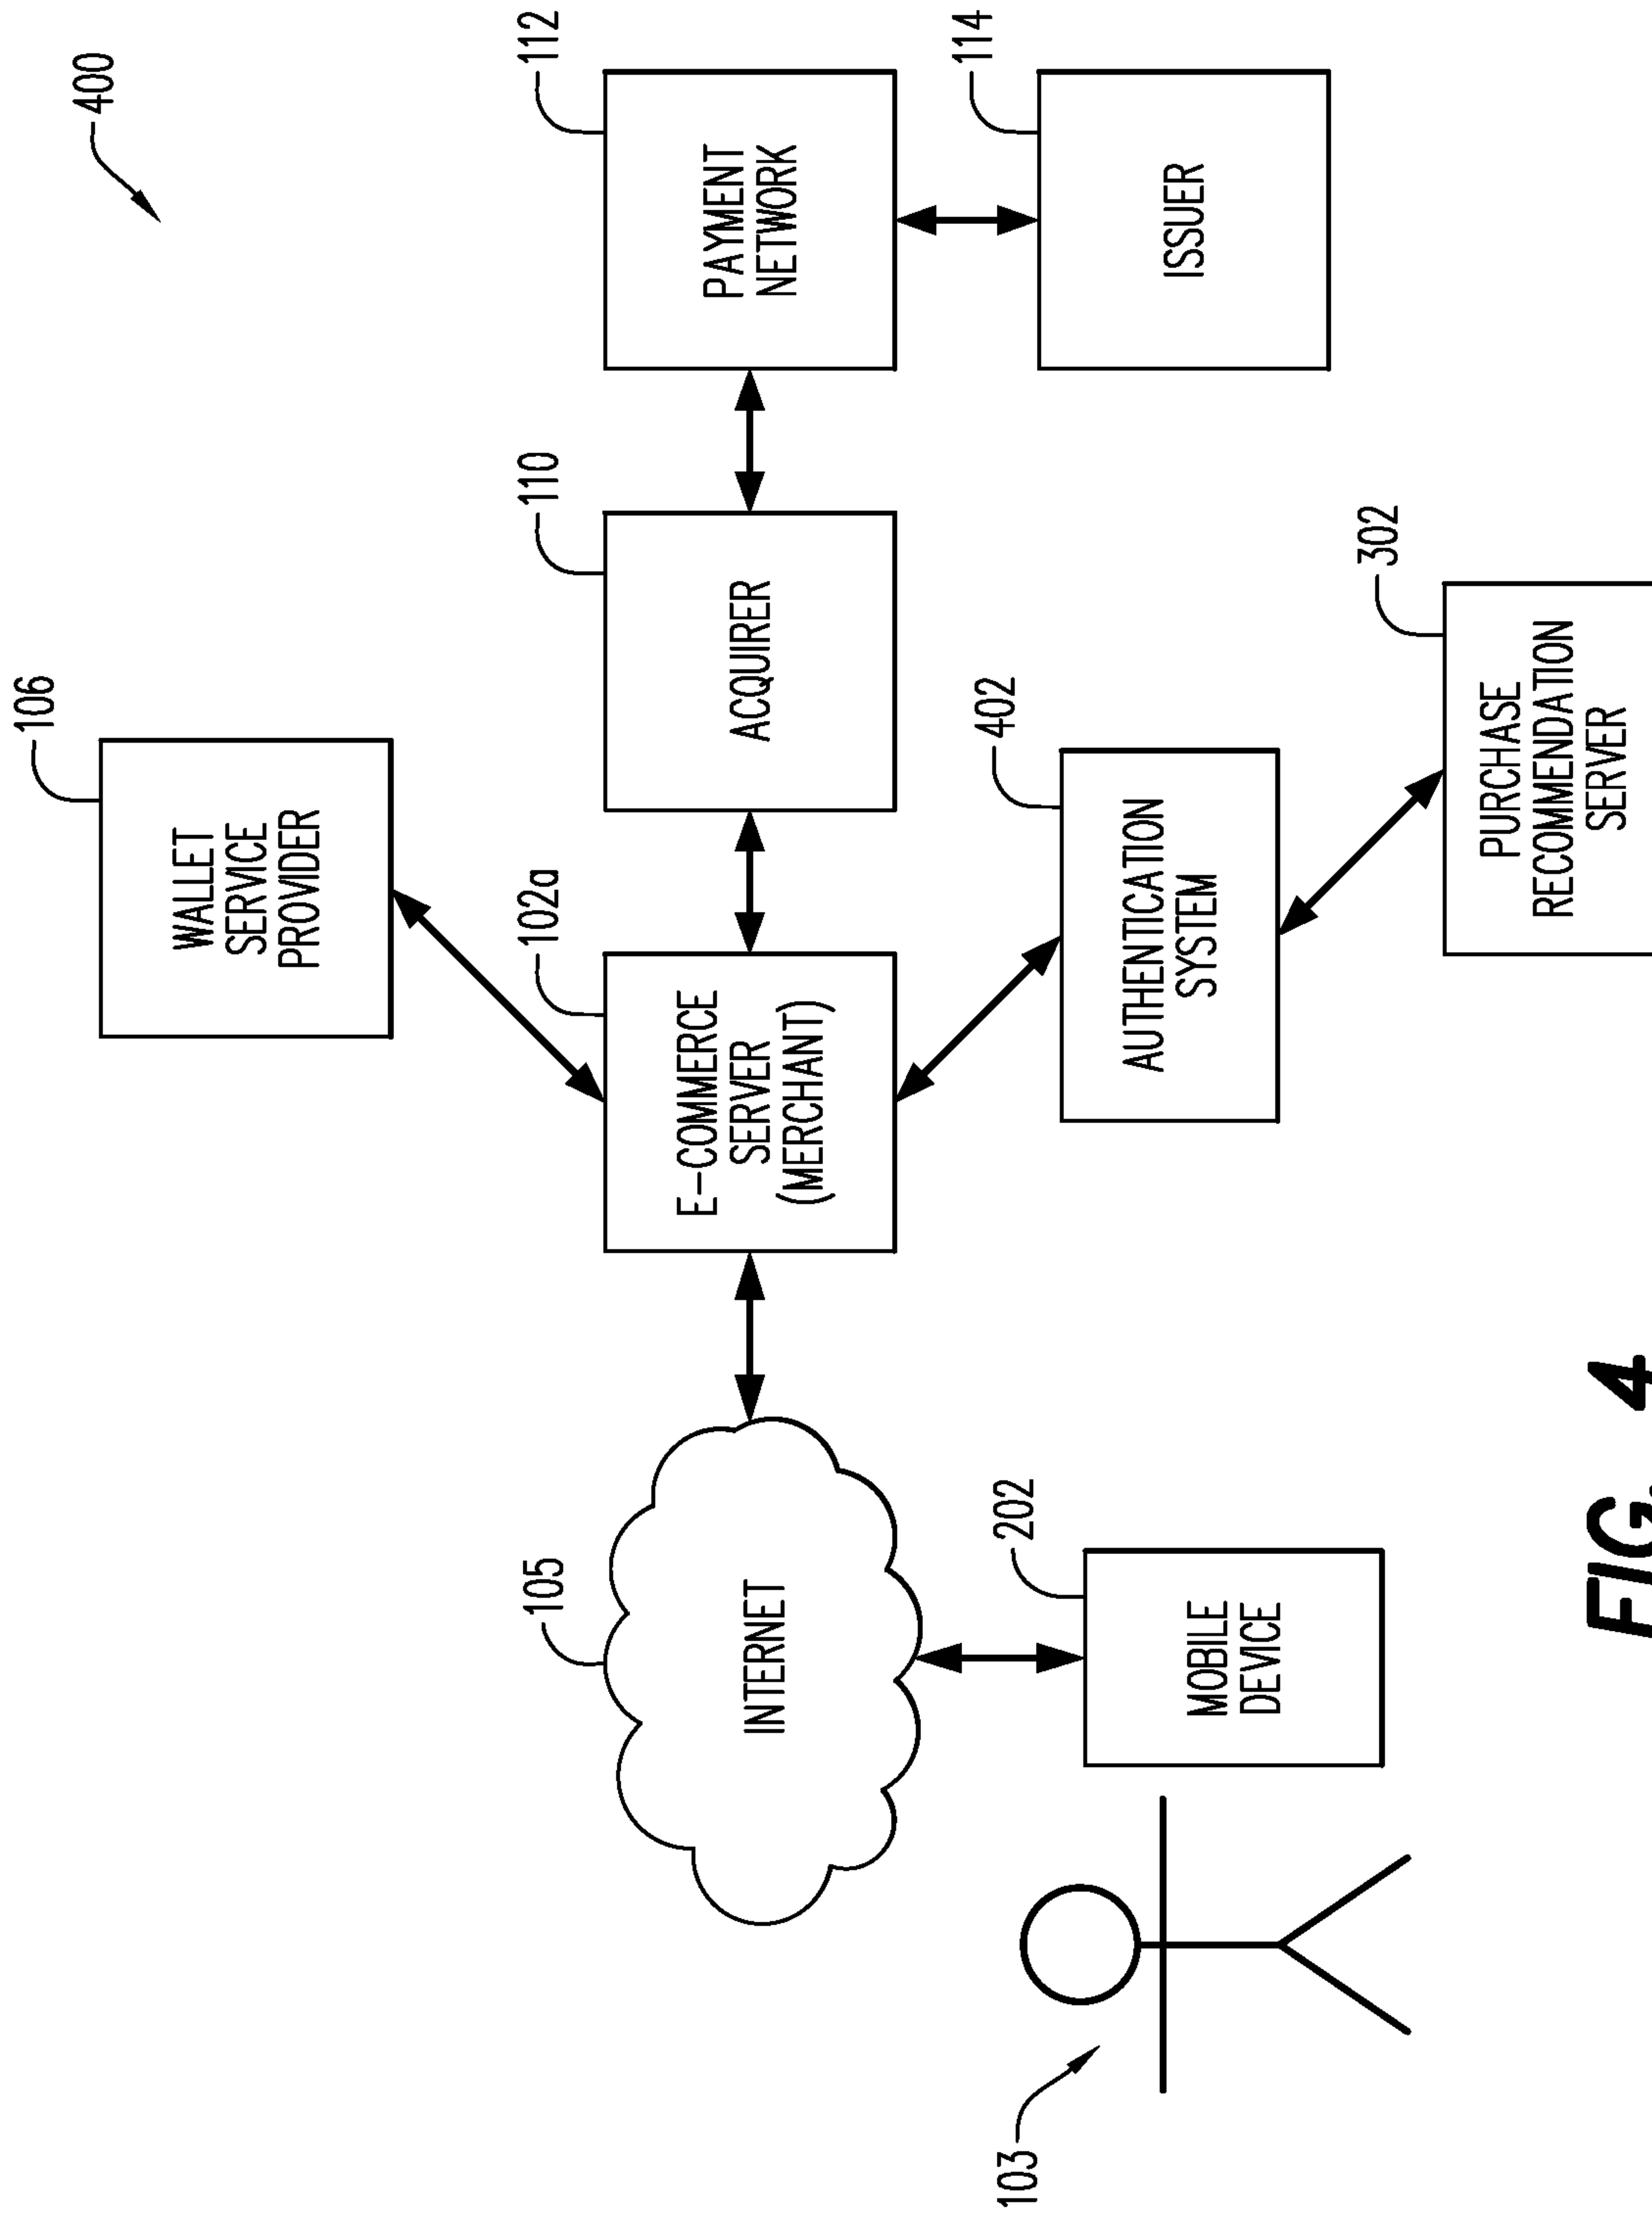 400
106
WALLET
SERVICE
PROVIDER
105
INTERNET
102a
E-COMMERCE
SERVER
(MERCHANT)
110
ACQUIRER
112
PAYMENT
NETWORK
103
202
MOBILE
DEVICE
402
AUTHENTICATION
SYSTEM
114
ISSUER
302
PURCHASE
RECOMMENDATION
SERVER
FIG. 4